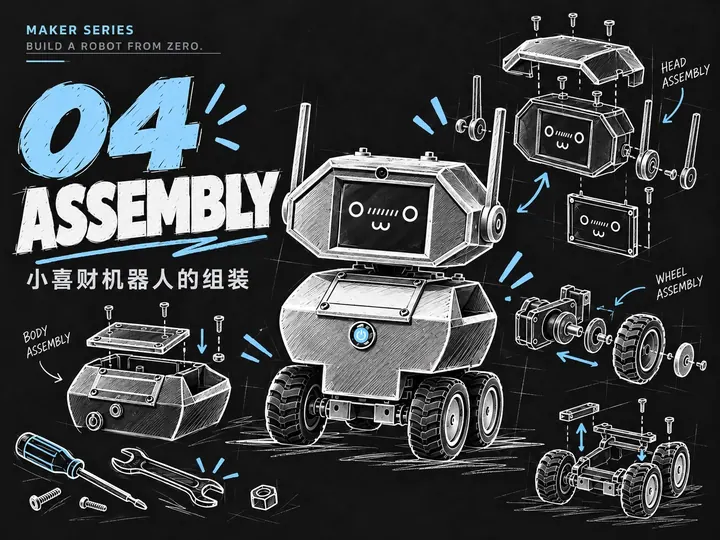 MAKER SERIES
BUILD A ROBOT FROM ZERO.
04
ASSEMBLY
小喜财机器人的组装
HEAD
ASSEMBLY
WHEEL
ASSEMBLY
BODY
ASSEMBLY